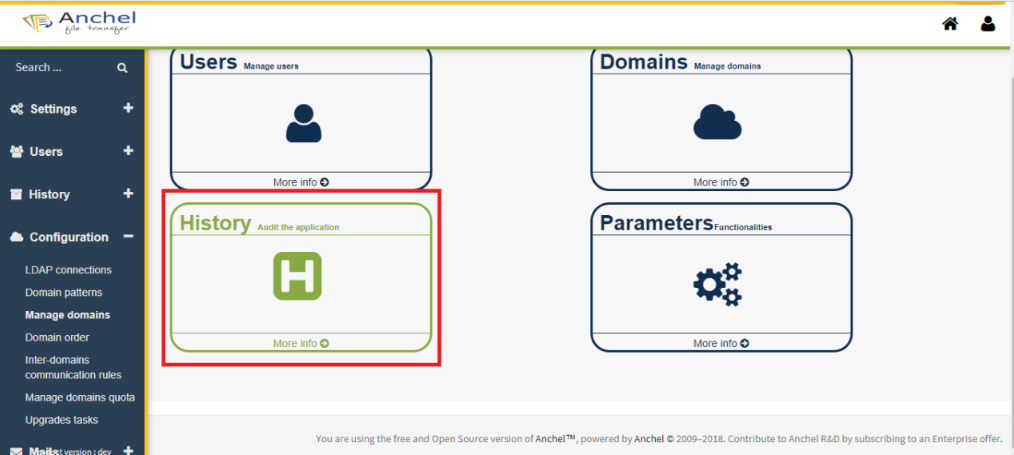 Anchel
file transfer
Search ...
Settings
Users
History
Configuration
LDAP connections
Domain patterns
Manage domains
Domain order
Inter-domains
communication rules
Manage domains quota
Upgrades tasks
Mails
version : dev
Users Manage users
More info
Domains Manage domains
More info
History Audit the application
H
More info
Parameters Functionalities
More info
You are using the free and Open Source version of Anchel™, powered by Anchel © 2009–2018. Contribute to Anchel R&D by subscribing to an Enterprise offer.